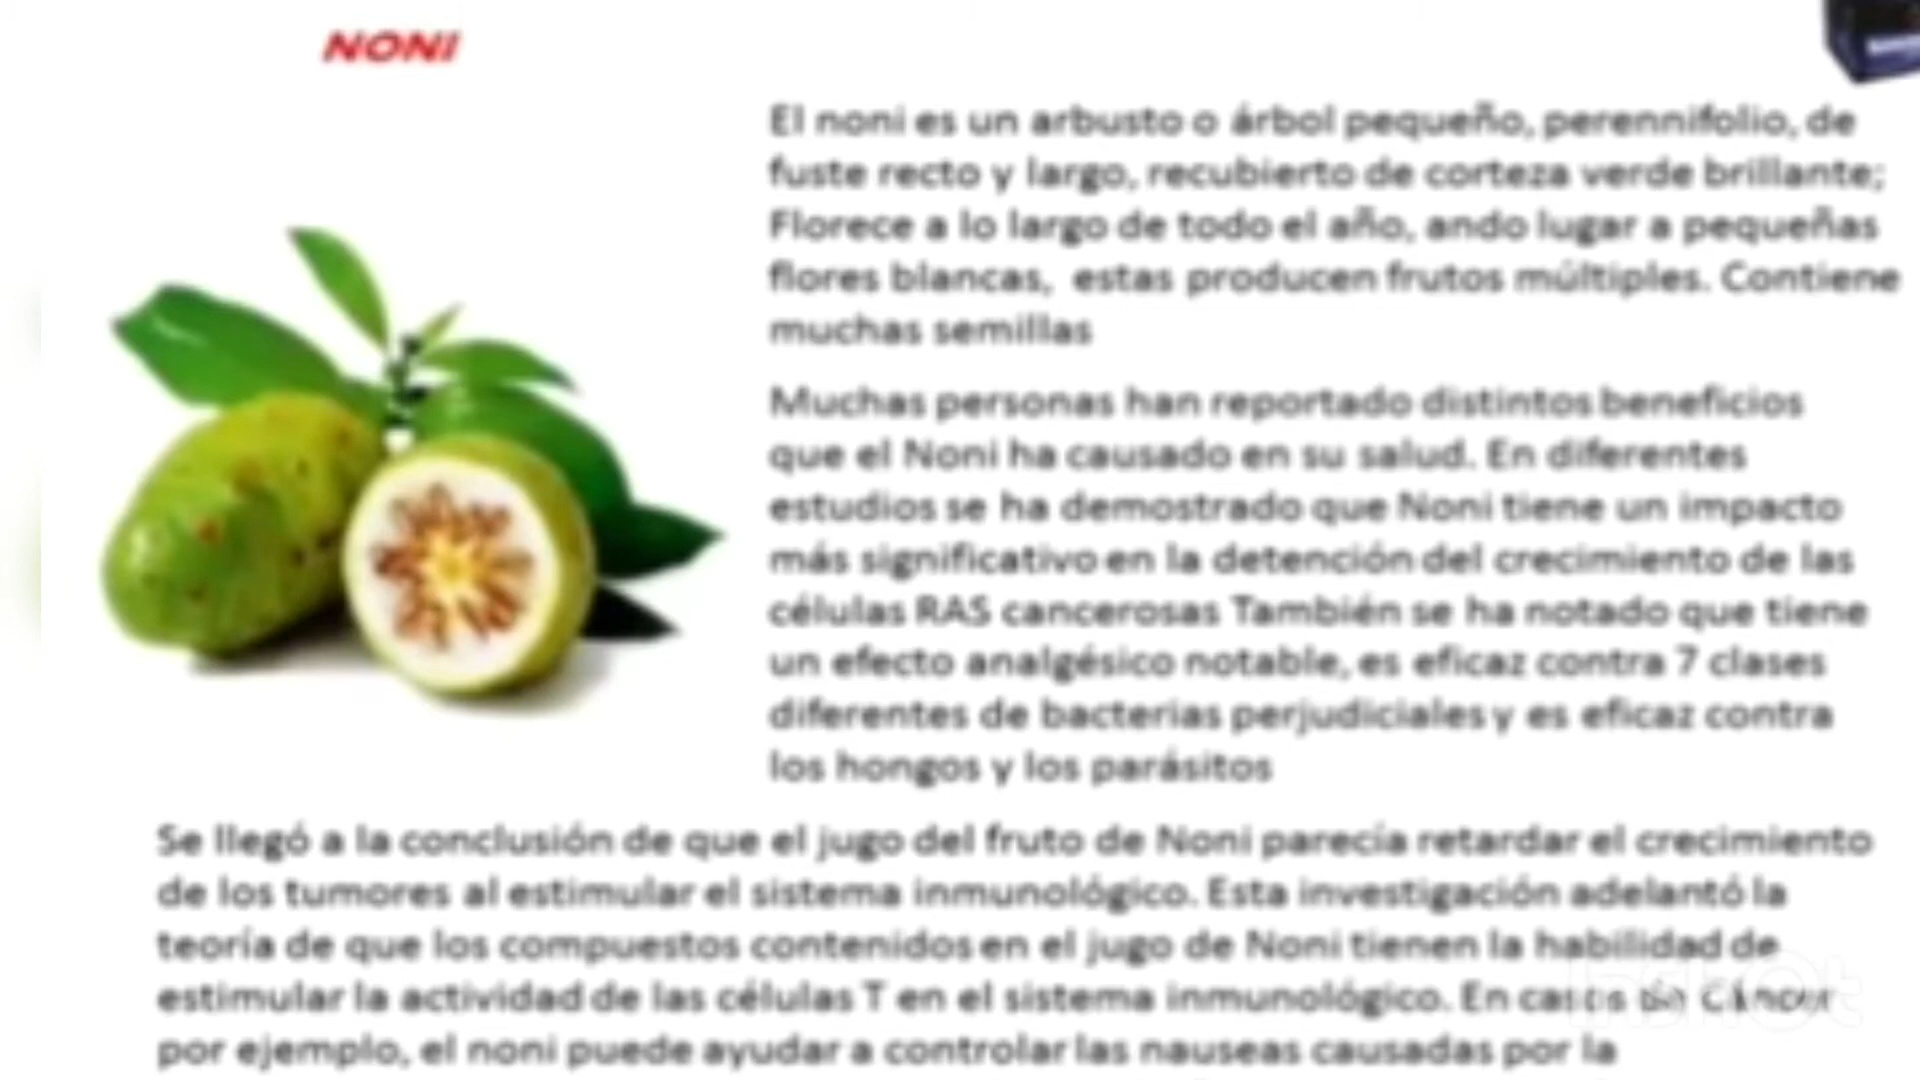 NONI
El noni es un arbusto o árbol pequeño, perennifolio, de
fuste recto y largo, recubierto de corteza verde brillante;
Florece a lo largo de todo el año, ando lugar a pequeñas
flores blancas, estas producen frutos múltiples. Contiene
muchas semillas
Muchas personas han reportado distintos beneficios
que el Noni ha causado en su salud. En diferentes
estudios se ha demostrado que Noni tiene un impacto
más significativo en la detención del crecimiento de las
células RAS cancerosas También se ha notado que tiene
un efecto analgésico notable, es eficaz contra 7 clases
diferentes de bacterias perjudiciales y es eficaz contra
los hongos y los parásitos
Se llegó a la conclusión de que el jugo del fruto de Noni parecía retardar el crecimiento
de los tumores al estimular el sistema inmunológico. Esta investigación adelantó la
teoría de que los compuestos contenidos en el jugo de Noni tienen la habilidad de
estimular la actividad de las células T en el sistema inmunológico. En casos de Cáncer
por ejemplo, el noni puede ayudar a controlar las nauseas causadas por la
InShOt